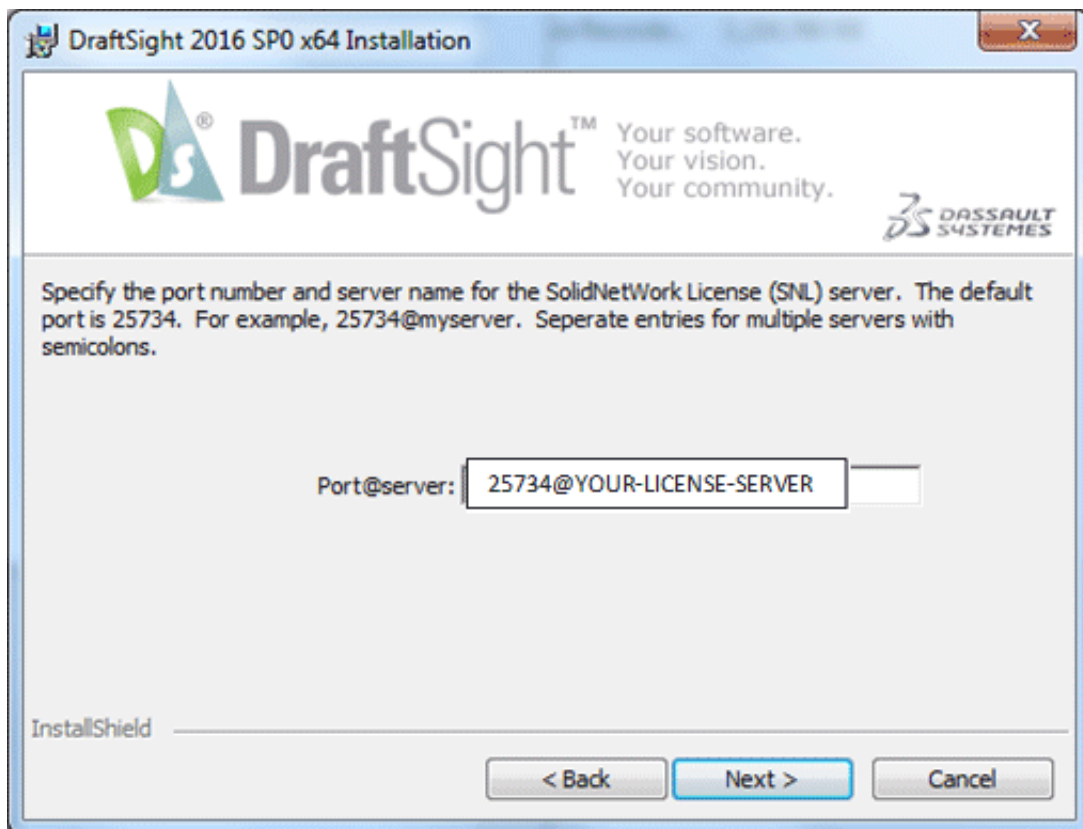 DraftSight 2016 SP0 x64 Installation
DS® DraftSight™
Your software.
Your vision.
Your community.
DASSAULT
SYSTEMES
Specify the port number and server name for the SolidNetWork License (SNL) server.  The default
port is 25734.  For example, 25734@myserver.  Seperate entries for multiple servers with
semicolons.
Port@server: 25734@YOUR-LICENSE-SERVER
InstallShield
< Back Next > Cancel